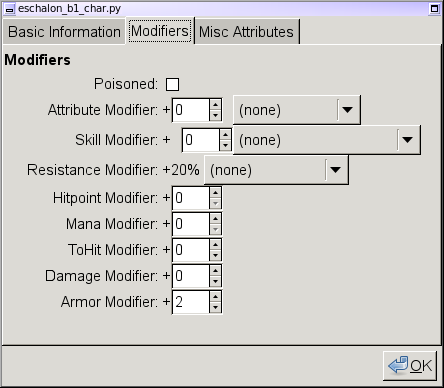 eschalon_b1_char.py
Basic Information Modifiers Misc Attributes
Modifiers
Poisoned:
Attribute Modifier: + 0 (none)
Skill Modifier: + 0 (none)
Resistance Modifier: +20% (none)
Hitpoint Modifier: + 0
Mana Modifier: + 0
ToHit Modifier: + 0
Damage Modifier: + 0
Armor Modifier: + 2
OK